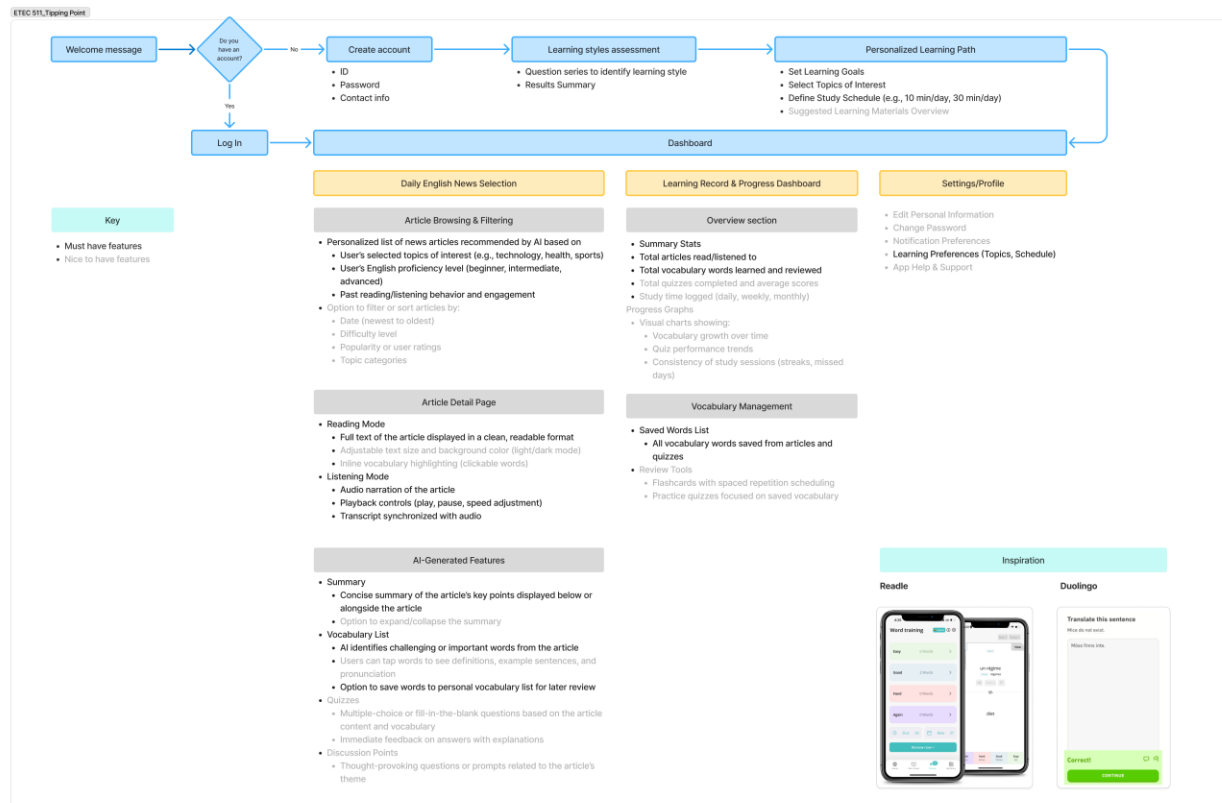 ETEC 511_Tipping Point
Welcome message
Do you
have an
account?
No
Yes
Create account
• ID
• Password
• Contact info
Learning styles assessment
• Question series to identify learning style
• Results Summary
Personalized Learning Path
• Set Learning Goals
• Select Topics of Interest
• Define Study Schedule (e.g., 10 min/day, 30 min/day)
• Suggested Learning Materials Overview
Log In
Dashboard
Key
• Must have features
• Nice to have features
Daily English News Selection
Article Browsing & Filtering
• Personalized list of news articles recommended by AI based on
• User's selected topics of interest (e.g., technology, health, sports)
• User's English proficiency level (beginner, intermediate,
advanced)
• Past reading/listening behavior and engagement
• Option to filter or sort articles by:
• Date (newest to oldest)
• Difficulty level
• Popularity or user ratings
• Topic categories
Article Detail Page
• Reading Mode
• Full text of the article displayed in a clean, readable format
• Adjustable text size and background color (light/dark mode)
• Inline vocabulary highlighting (clickable words)
• Listening Mode
• Audio narration of the article
• Playback controls (play, pause, speed adjustment)
• Transcript synchronized with audio
AI-Generated Features
• Summary
• Concise summary of the article's key points displayed below or
alongside the article
• Option to expand/collapse the summary
• Vocabulary List
• AI identifies challenging or important words from the article
• Users can tap words to see definitions, example sentences, and
pronunciation
• Option to save words to personal vocabulary list for later review
• Quizzes
• Multiple-choice or fill-in-the-blank questions based on the article
content and vocabulary
• Immediate feedback on answers with explanations
• Discussion Points
• Thought-provoking questions or prompts related to the article's
theme
Learning Record & Progress Dashboard
Overview section
• Summary Stats
• Total articles read/listened to
• Total vocabulary words learned and reviewed
• Total quizzes completed and average scores
• Study time logged (daily, weekly, monthly)
Progress Graphs
• Visual charts showing:
• Vocabulary growth over time
• Quiz performance trends
• Consistency of study sessions (streaks, missed
days)
Vocabulary Management
• Saved Words List
• All vocabulary words saved from articles and
quizzes
• Review Tools
• Flashcards with spaced repetition scheduling
• Practice quizzes focused on saved vocabulary
Settings/Profile
• Edit Personal Information
• Change Password
• Notification Preferences
• Learning Preferences (Topics, Schedule)
• App Help & Support
Inspiration
Readle
Word training
un régime
diet
Duolingo
Translate this sentence
Mice do not exist.
Correct!
CONTINUE